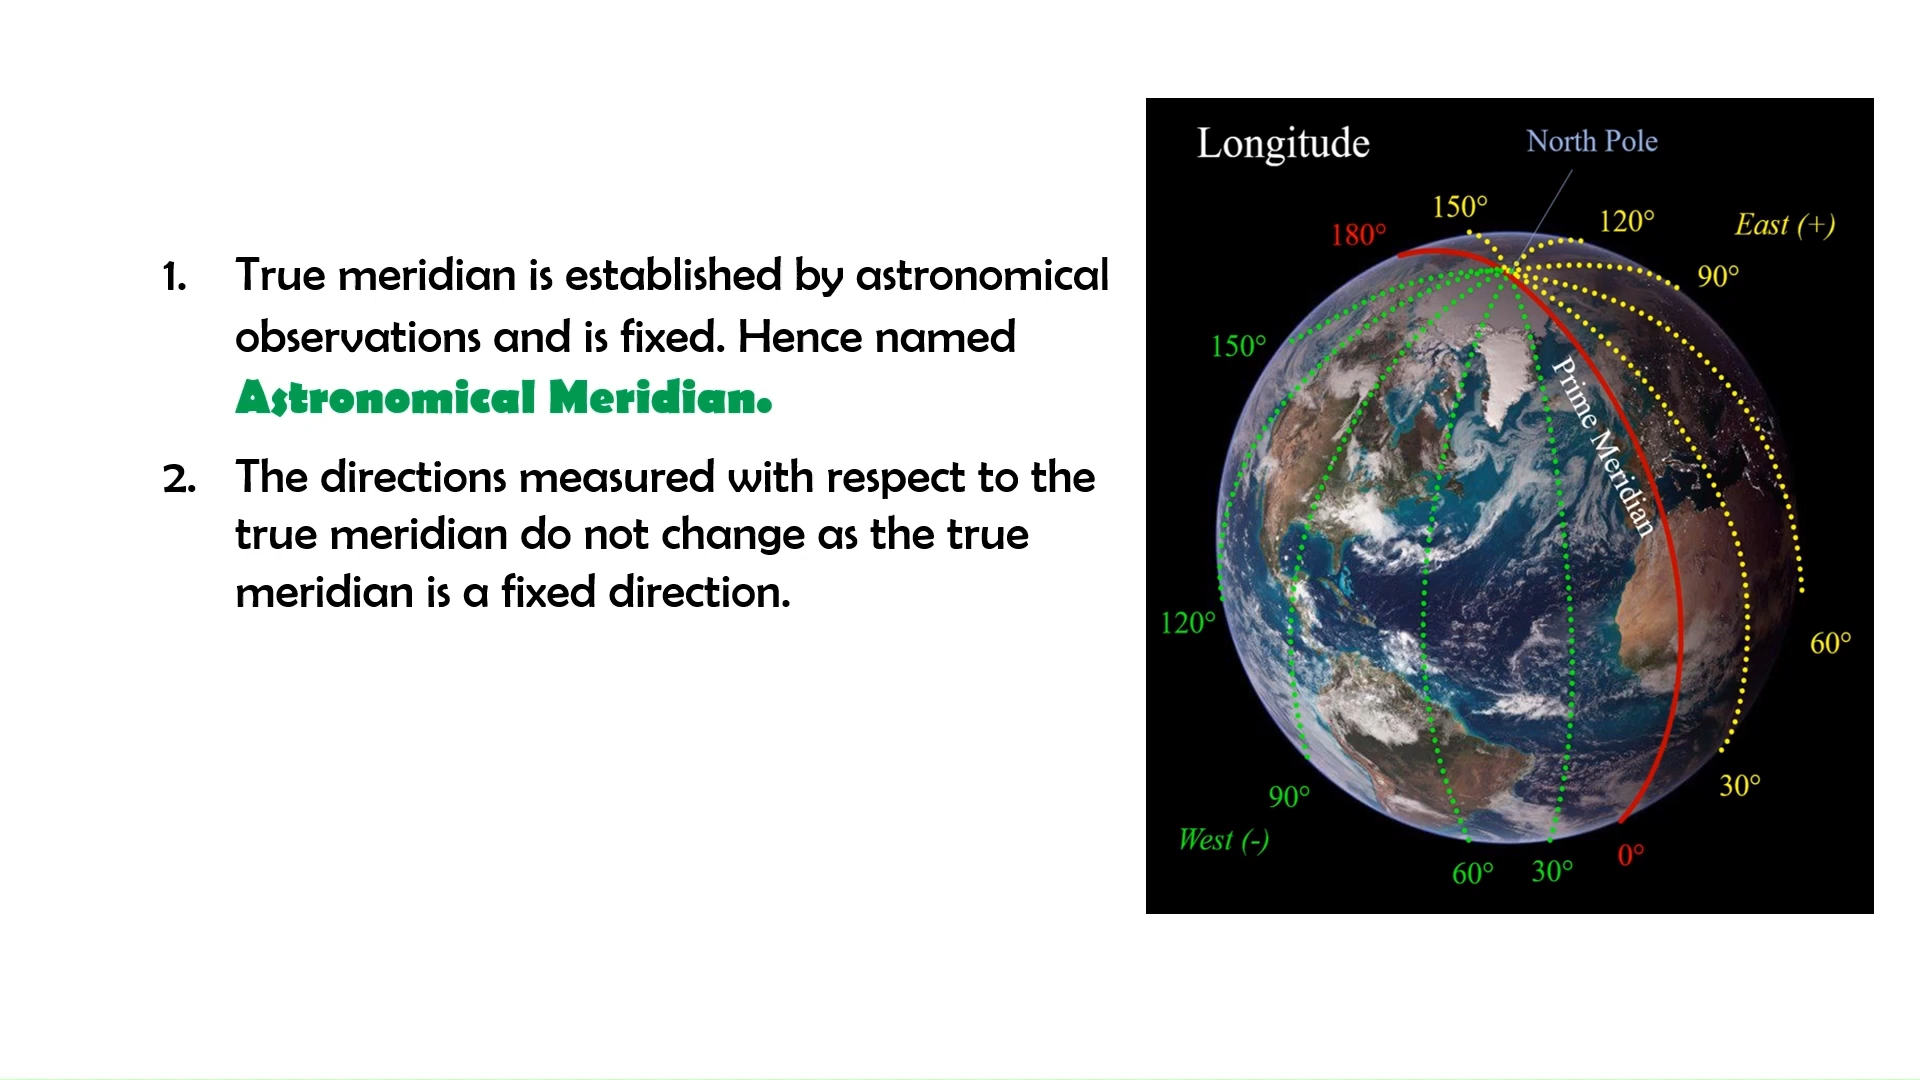 1. True meridian is established by astronomical
observations and is fixed. Hence named
Astronomical Meridian.
2. The directions measured with respect to the
true meridian do not change as the true
meridian is a fixed direction.
Longitude
North Pole
150°
120°
East (+)
180°
90°
150°
Prime Meridian
120°
60°
90°
30°
West (-)
60°
30°
0°